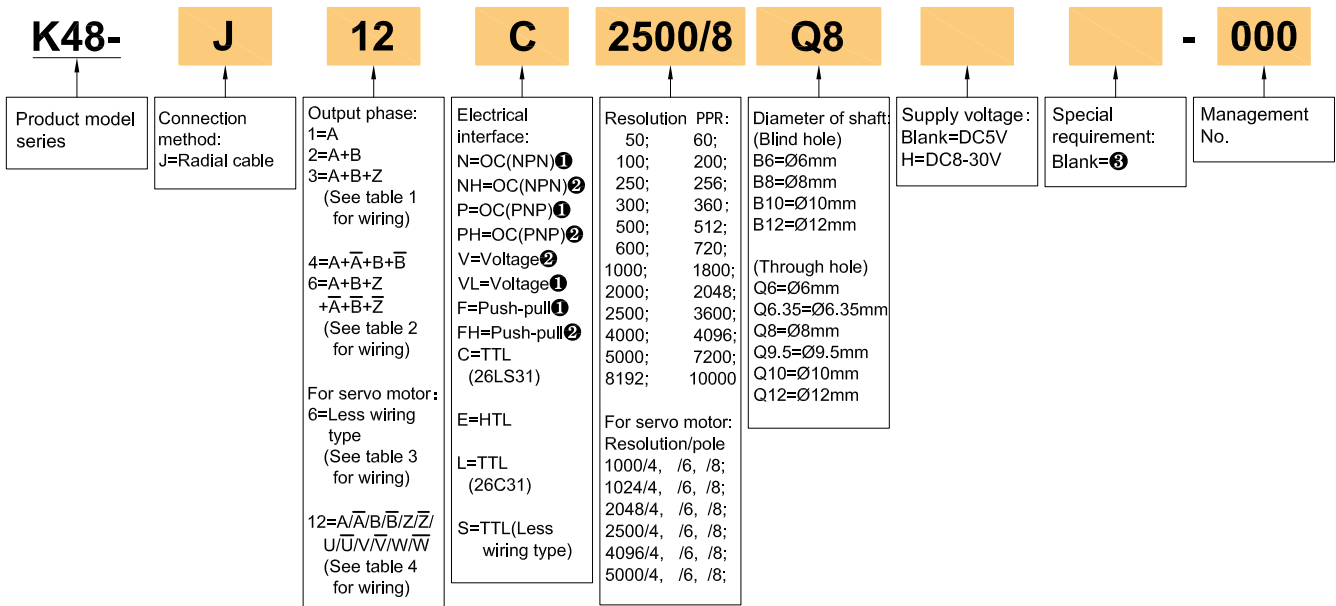 K48- J 12 C 2500/8 Q8 - 000
Product model
series
Connection
method:
J=Radial cable
Output phase:
1=A
2=A+B
3=A+B+Z
(See table 1
for wiring)
4=A+A̅+B+B̅
6=A+B+Z
+A̅+B̅+Z̅
(See table 2
for wiring)
For servo motor:
6=Less wiring
type
(See table 3
for wiring)
12=A/A̅/B/B̅/Z/Z̅/
U/U̅/V/V̅/W/W̅
(See table 4
for wiring)
Electrical
interface:
N=OC(NPN)❶
NH=OC(NPN)❷
P=OC(PNP)❶
PH=OC(PNP)❷
V=Voltage❷
VL=Voltage❶
F=Push-pull❶
FH=Push-pull❷
C=TTL
(26LS31)
E=HTL
L=TTL
(26C31)
S=TTL(Less
wiring type)
Resolution PPR:
50; 60;
100; 200;
250; 256;
300; 360;
500; 512;
600; 720;
1000; 1800;
2000; 2048;
2500; 3600;
4000; 4096;
5000; 7200;
8192; 10000
For servo motor:
Resolution/pole
1000/4, /6, /8;
1024/4, /6, /8;
2048/4, /6, /8;
2500/4, /6, /8;
4096/4, /6, /8;
5000/4, /6, /8;
Diameter of shaft:
(Blind hole)
B6=Ø6mm
B8=Ø8mm
B10=Ø10mm
B12=Ø12mm
(Through hole)
Q6=Ø6mm
Q6.35=Ø6.35mm
Q8=Ø8mm
Q9.5=Ø9.5mm
Q10=Ø10mm
Q12=Ø12mm
Supply voltage:
Blank=DC5V
H=DC8-30V
Special
requirement:
Blank=❸
Management
No.